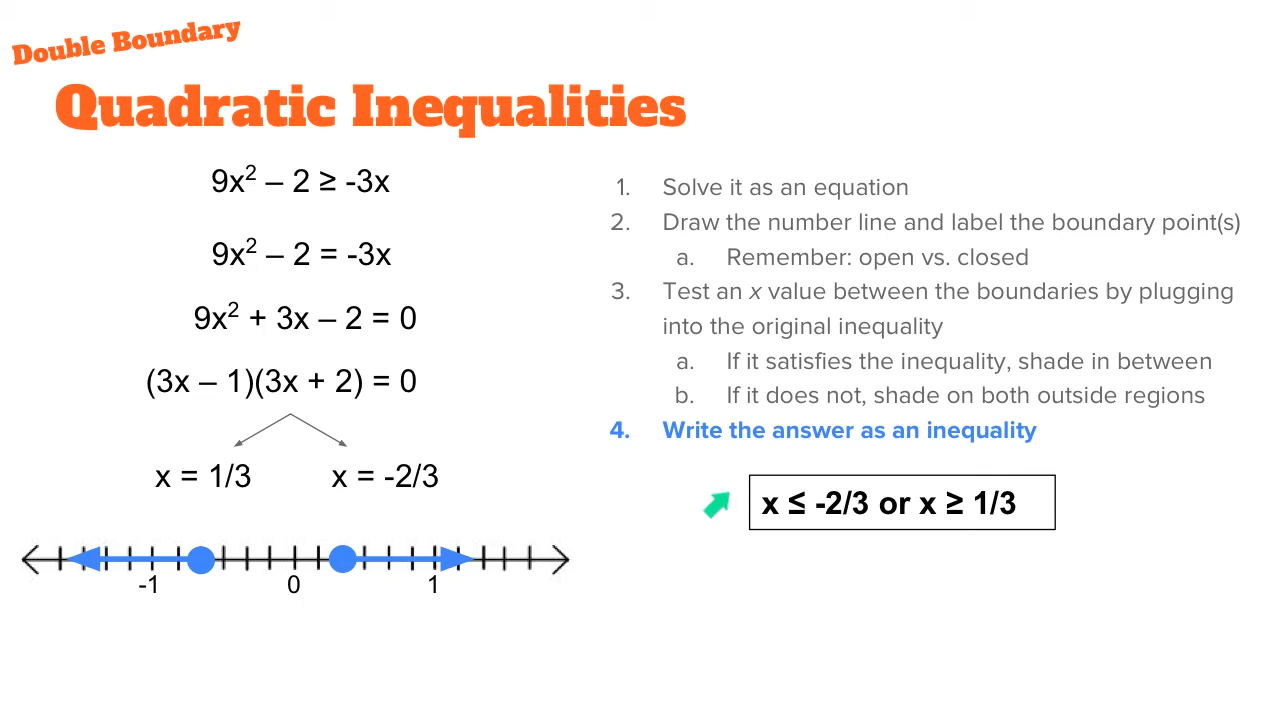 Double Boundary
Quadratic Inequalities
9x² – 2 ≥ -3x
9x² – 2 = -3x
9x² + 3x – 2 = 0
(3x – 1)(3x + 2) = 0
x = 1/3 x = -2/3
-1 0 1
1. Solve it as an equation
2. Draw the number line and label the boundary point(s)
a. Remember: open vs. closed
3. Test an x value between the boundaries by plugging
into the original inequality
a. If it satisfies the inequality, shade in between
b. If it does not, shade on both outside regions
4. Write the answer as an inequality
x ≤ -2/3 or x ≥ 1/3